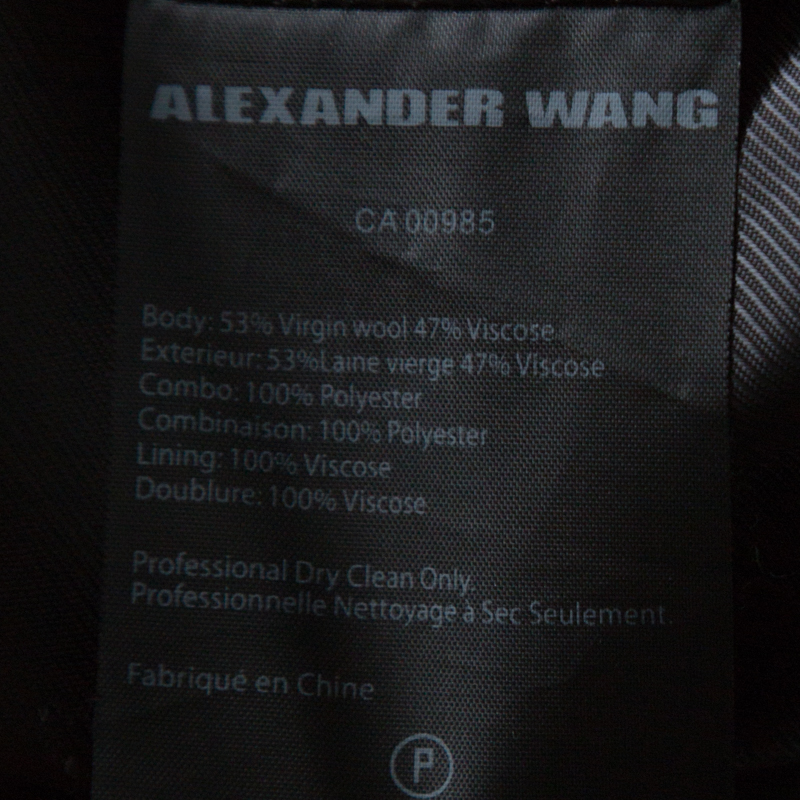 ALEXANDER WANG
CA 00985
Body: 53% Virgin wool 47% Viscose
Exterieur: 53%Laine vierge 47% Viscose
Combo: 100% Polyester
Combinaison: 100% Polyester
Lining: 100% Viscose
Doublure: 100% Viscose
Professional Dry Clean Only.
Professionnelle Nettoyage à Sec Seulement.
Fabriqué en Chine
P